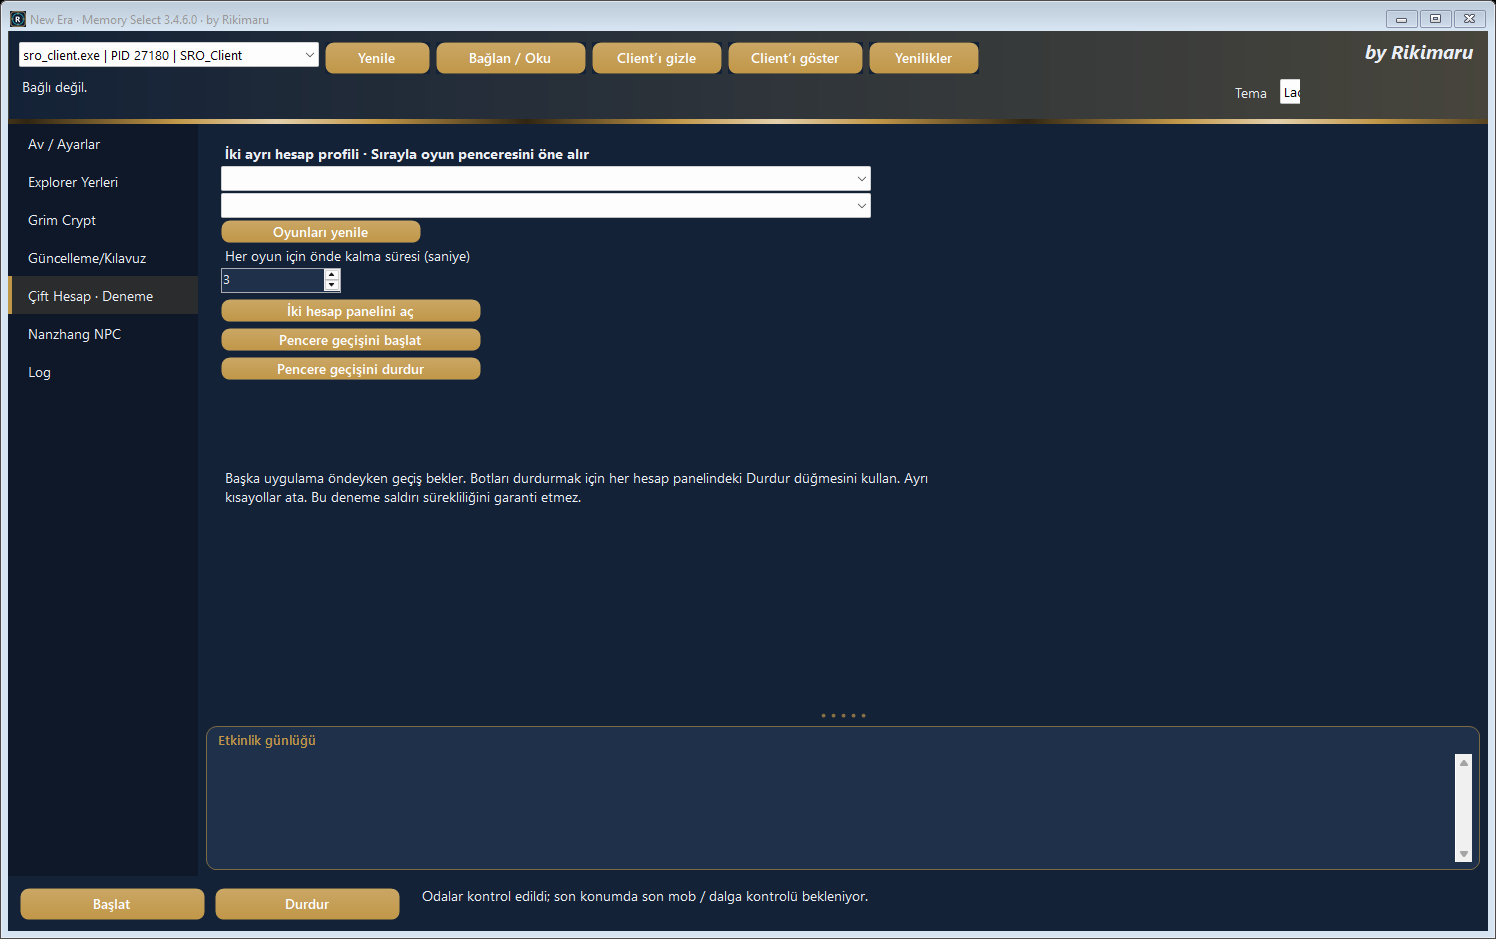 New Era · Memory Select 3.4.6.0 · by Rikimaru
sro_client.exe | PID 27180 | SRO_Client
Yenile
Bağlan / Oku
Client'ı gizle
Client'ı göster
Yenilikler
by Rikimaru
Bağlı değil.
Tema
Lac
Av / Ayarlar
Explorer Yerleri
Grim Crypt
Güncelleme/Kılavuz
Çift Hesap · Deneme
Nanzhang NPC
Log
İki ayrı hesap profili · Sırayla oyun penceresini öne alır
Oyunları yenile
Her oyun için önde kalma süresi (saniye)
3
İki hesap panelini aç
Pencere geçişini başlat
Pencere geçişini durdur
Başka uygulama öndeyken geçiş bekler. Botları durdurmak için her hesap panelindeki Durdur düğmesini kullan. Ayrı
kısayollar ata. Bu deneme saldırı sürekliliğini garanti etmez.
Etkinlik günlüğü
Başlat
Durdur
Odalar kontrol edildi; son konumda son mob / dalga kontrolü bekleniyor.